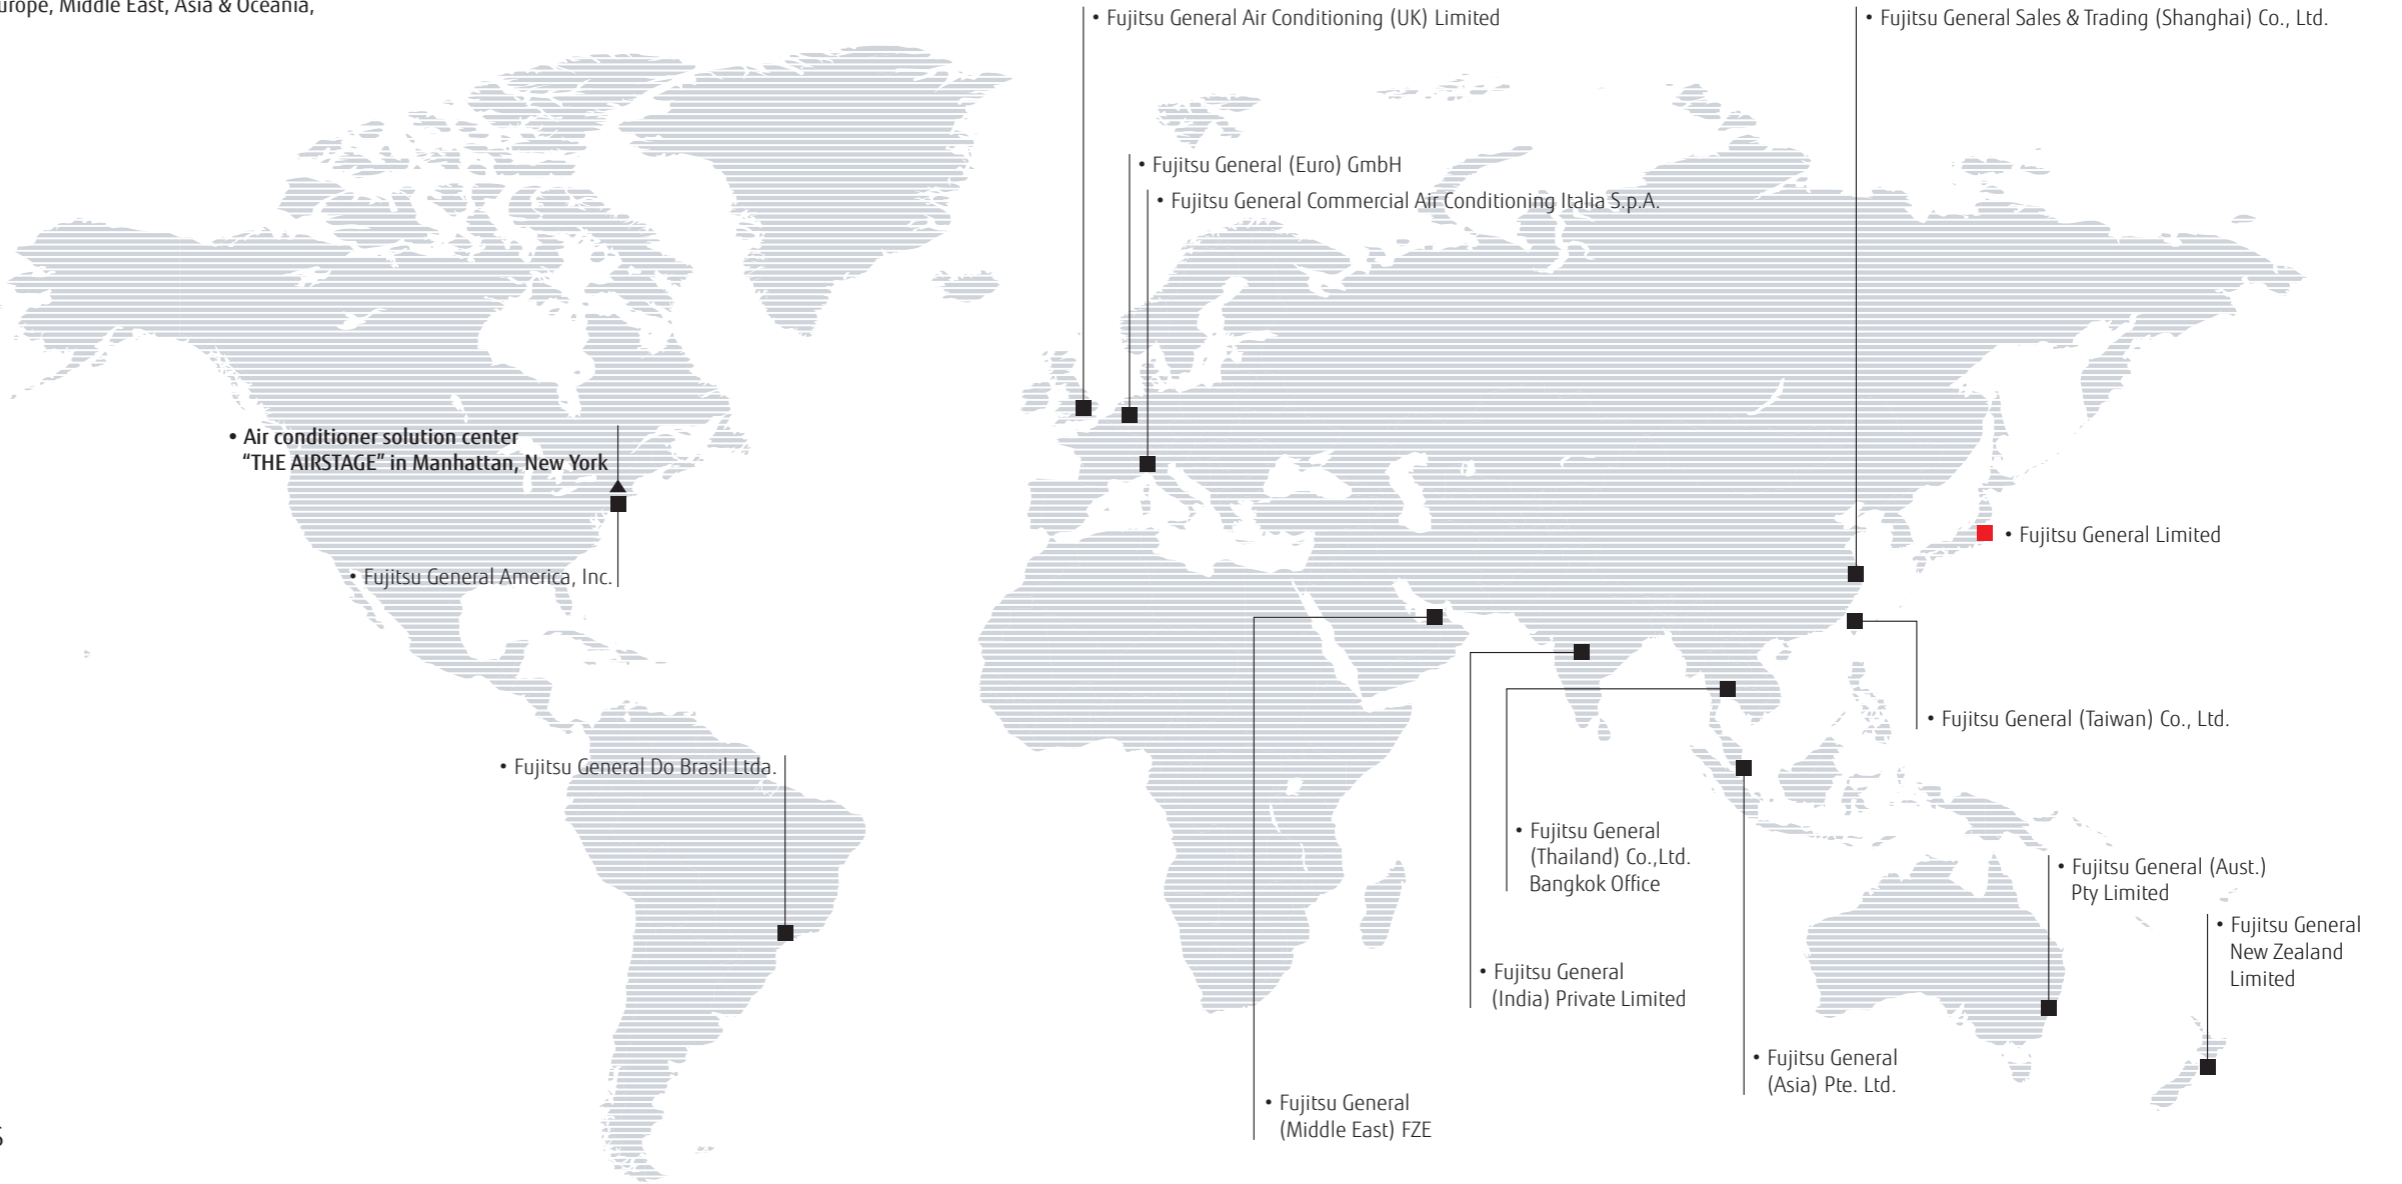 Europe, Middle East, Asia & Oceania,
• Fujitsu General Air Conditioning (UK) Limited
• Fujitsu General Sales & Trading (Shanghai) Co., Ltd.
• Fujitsu General (Euro) GmbH
• Fujitsu General Commercial Air Conditioning Italia S.p.A.
• Air conditioner solution center
“THE AIRSTAGE” in Manhattan, New York
• Fujitsu General Limited
• Fujitsu General America, Inc.
• Fujitsu General (Taiwan) Co., Ltd.
• Fujitsu General Do Brasil Ltda.
• Fujitsu General
(Thailand) Co.,Ltd.
Bangkok Office
• Fujitsu General (Aust.)
Pty Limited
• Fujitsu General
New Zealand
Limited
• Fujitsu General
(India) Private Limited
• Fujitsu General
(Asia) Pte. Ltd.
• Fujitsu General
(Middle East) FZE